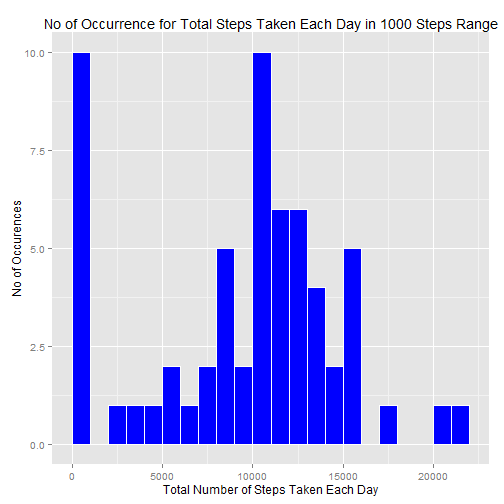 No of Occurrence for Total Steps Taken Each Day in 1000 Steps Range
10.0
7.5
5.0
2.5
0.0
No of Occurences
0 5000 10000 15000 20000
Total Number of Steps Taken Each Day